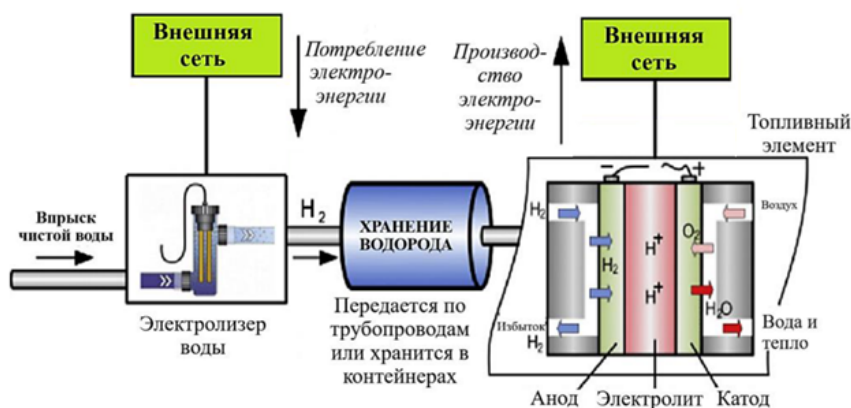 Внешняя
сеть
Потребление
электро-
энергии
Производ-
ство
электро-
энергии
Внешняя
сеть
Топливный
элемент
Впрыск
чистой воды
H2
ХРАНЕНИЕ
ВОДОРОДА
Электролизер
воды
Передается по
трубопроводам
или хранится в
контейнерах
− +
H2
Воздух
O2
H+
H2
H+
H2O
Избыток
H2
Вода и
тепло
Анод Электролит Катод